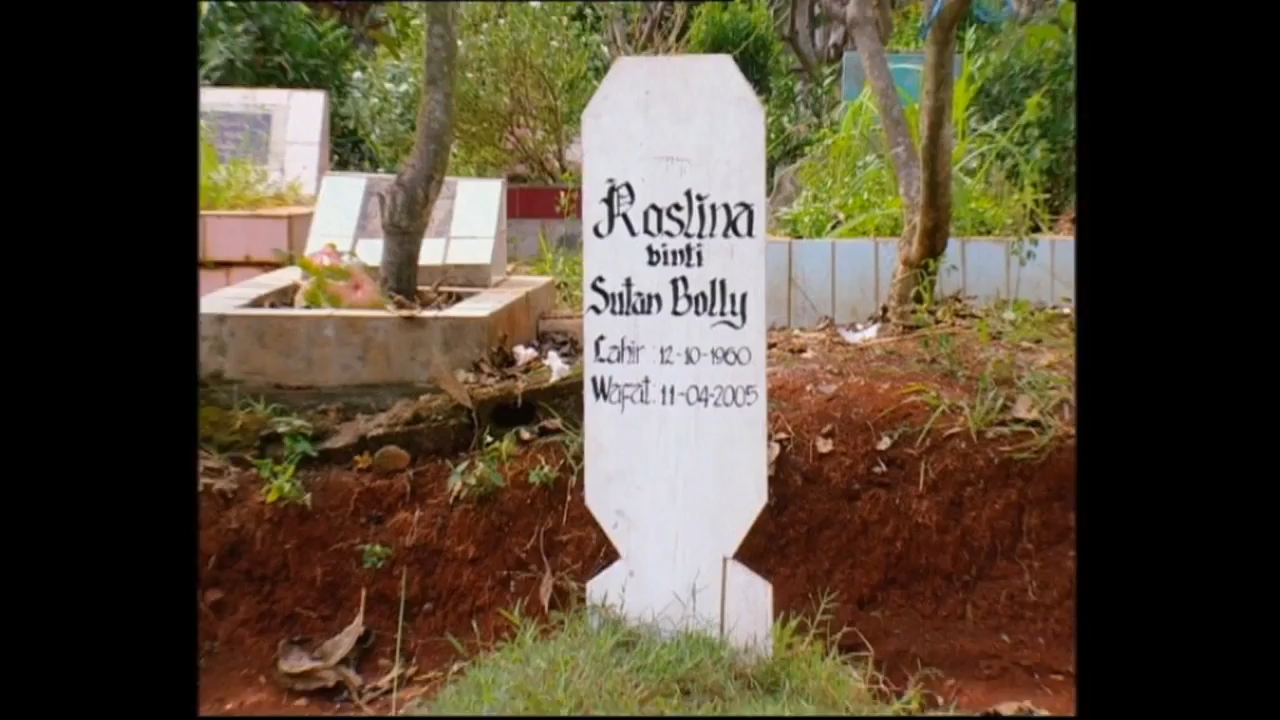 Roslina
binti
Sutan Bolly
Lahir : 12-10-1960
Wafat : 11-04-2005